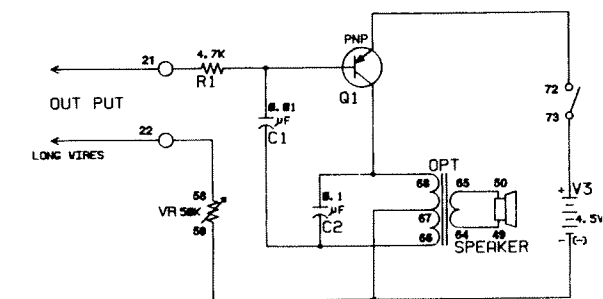 PNP
21
4.7K
R1
Q1
OUT PUT
0.01
µF
C1
72
73
22
LONG WIRES
OPT
68
65
50
V3
58
VR 50K
59
0.1
µF
C2
67
66
64
49
SPEAKER
+
4.5V
- (-)